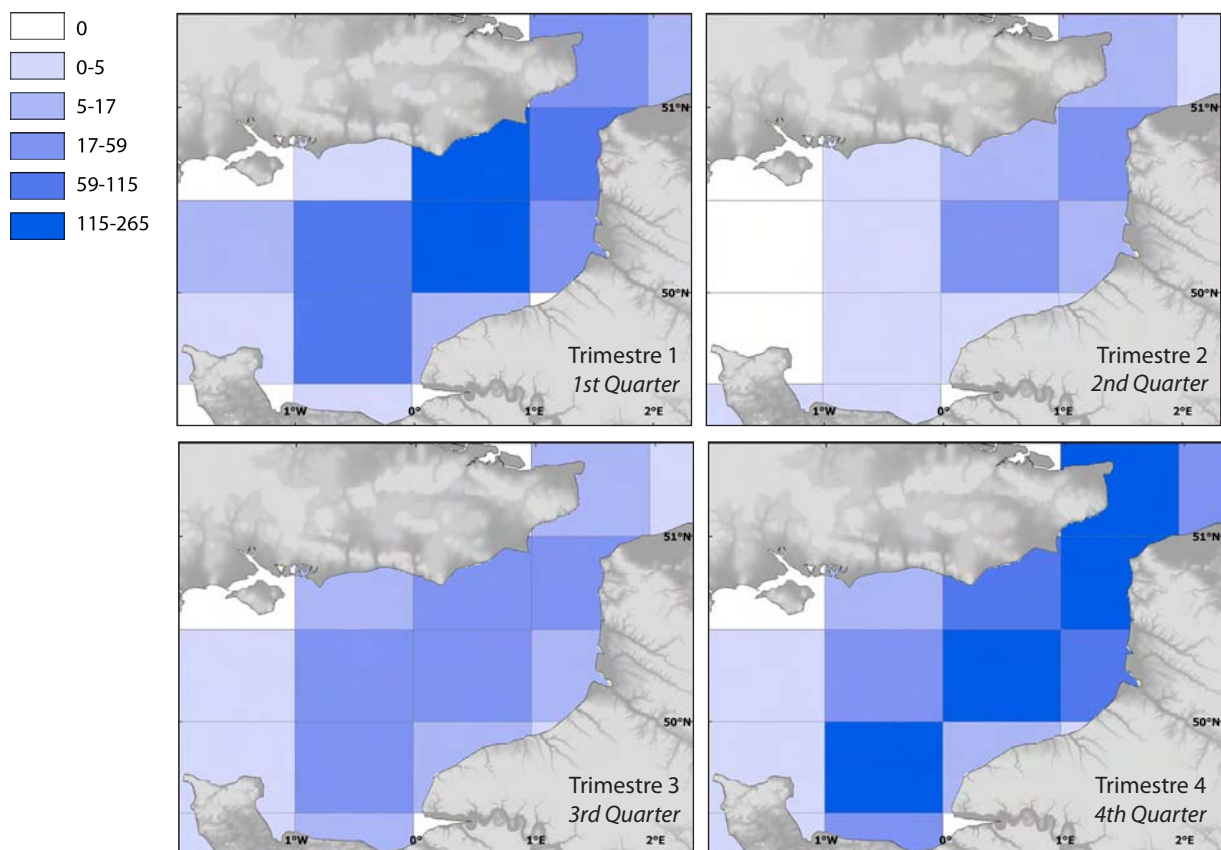 0
0-5
5-17
17-59
59-115
115-265
51°N
50°N
Trimestre 1
1st Quarter
1°W
0°
1°E
2°E
51°N
50°N
Trimestre 2
2nd Quarter
1°W
0°
1°E
2°E
51°N
50°N
Trimestre 3
3rd Quarter
1°W
0°
1°E
2°E
51°N
50°N
Trimestre 4
4th Quarter
1°W
0°
1°E
2°E